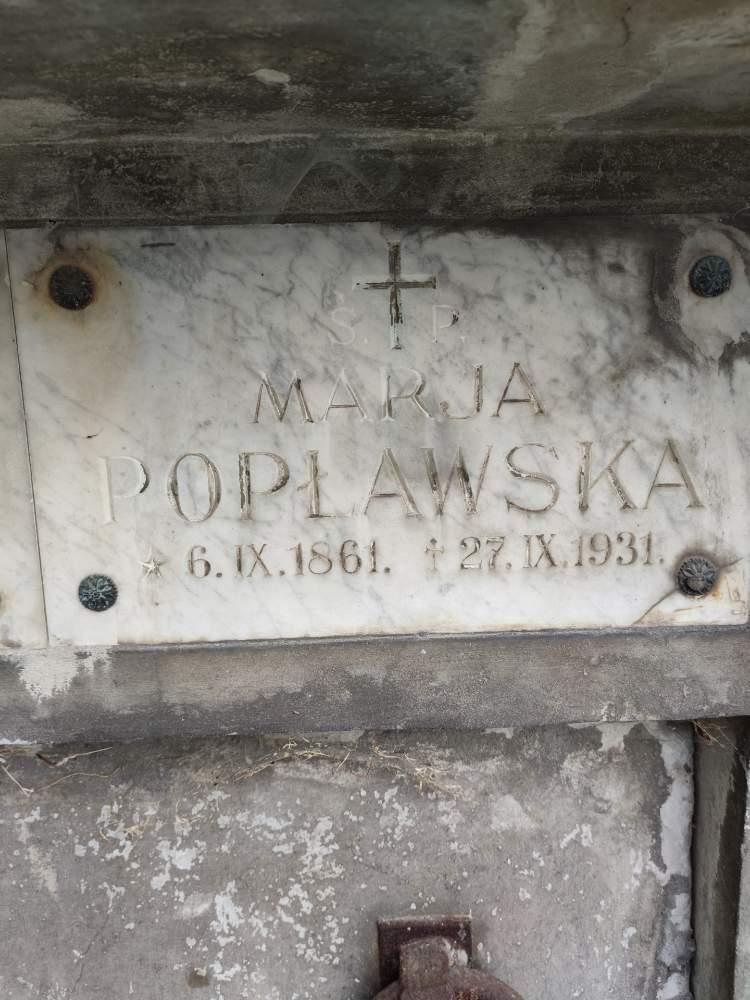 Ś. P.
MARJA
POPŁAWSKA
* 6.IX.1861. † 27.IX.1931.